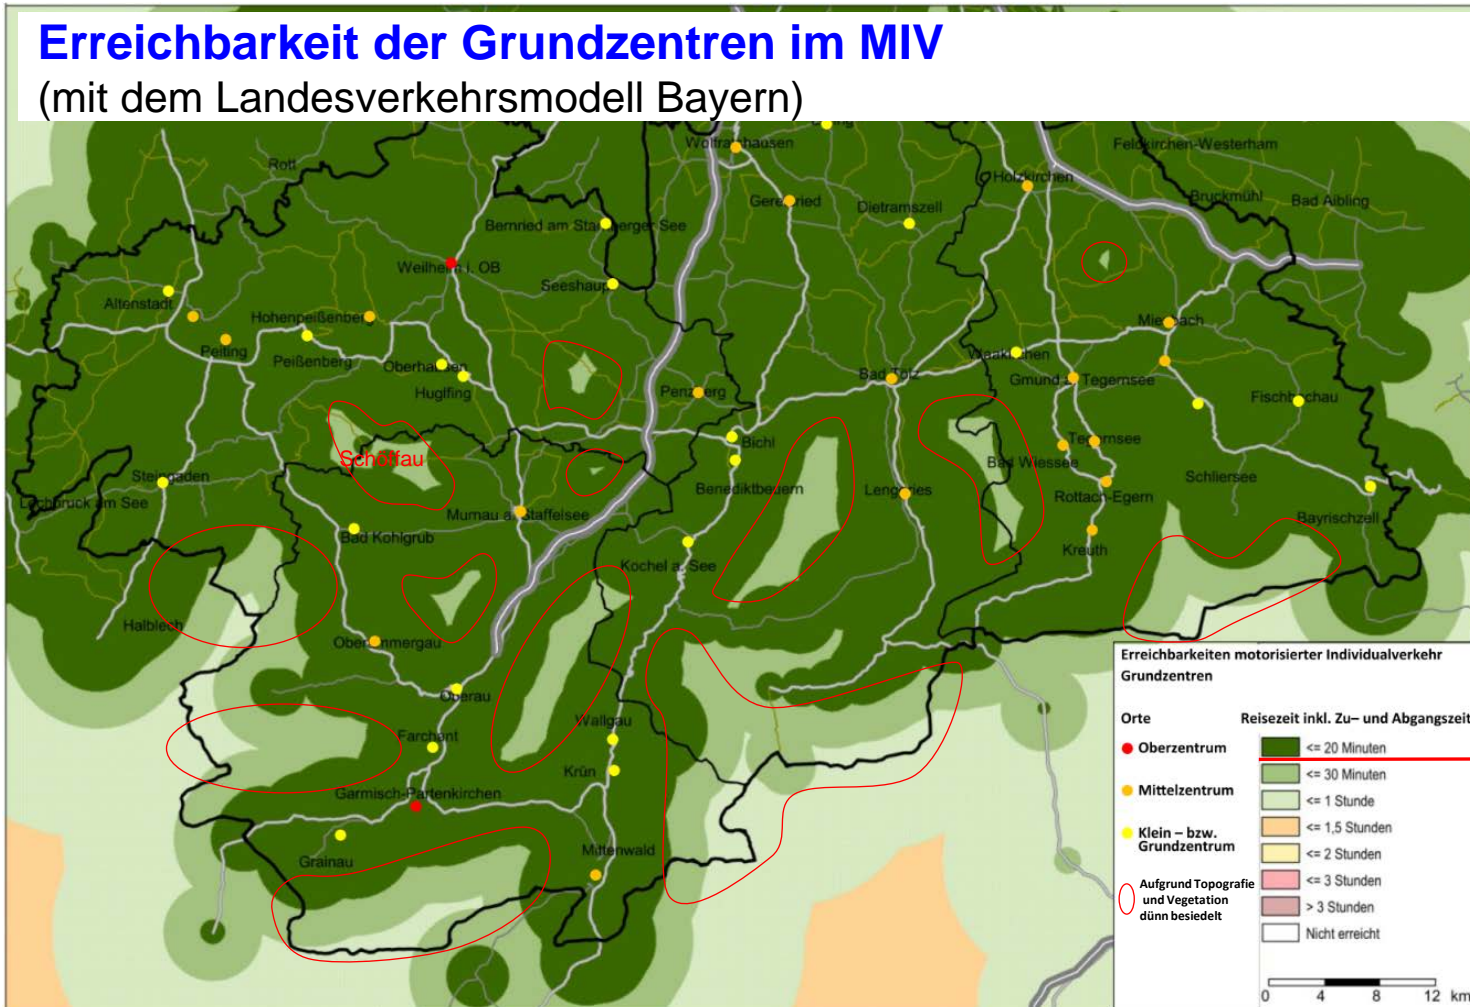 Erreichbarkeit der Grundzentren im MIV
(mit dem Landesverkehrsmodell Bayern)
Wolfratshausen
Feldkirchen-Westerham
Rott
Holzkirchen
Bruckmühl
Bad Aibling
Geretsried
Dietramszell
Bernried am Starnberger See
Weilheim i. OB
Seeshaupt
Altenstadt
Hohenpeißenberg
Miesbach
Peiting
Peißenberg
Oberhausen
Waakirchen
Bad Tölz
Gmund a. Tegernsee
Huglfing
Penzberg
Fischbachau
Bichl
Tegernsee
Schöffau
Bad Wiessee
Steingaden
Schliersee
Benediktbeuern
Lenggries
Rottach-Egern
Lechbruck am See
Murnau a. Staffelsee
Bayrischzell
Bad Kohlgrub
Kreuth
Kochel a. See
Halblech
Oberammergau
Oberau
Wallgau
Farchant
Krün
Garmisch-Partenkirchen
Mittenwald
Grainau
Erreichbarkeiten motorisierter Individualverkehr
Grundzentren
Orte
Reisezeit inkl. Zu– und Abgangszeit
Oberzentrum
<= 20 Minuten
<= 30 Minuten
Mittelzentrum
<= 1 Stunde
<= 1,5 Stunden
Klein – bzw.
Grundzentrum
<= 2 Stunden
<= 3 Stunden
Aufgrund Topografie
und Vegetation
dünn besiedelt
> 3 Stunden
Nicht erreicht
0 4 8 12 km